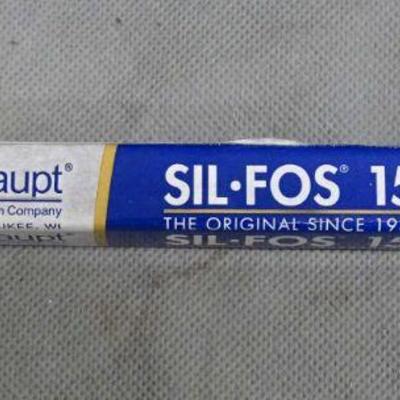 aupt®
n Company
UKEE, WI
SIL•FOS® 15
THE ORIGINAL SINCE 19
SIL•FOS 15